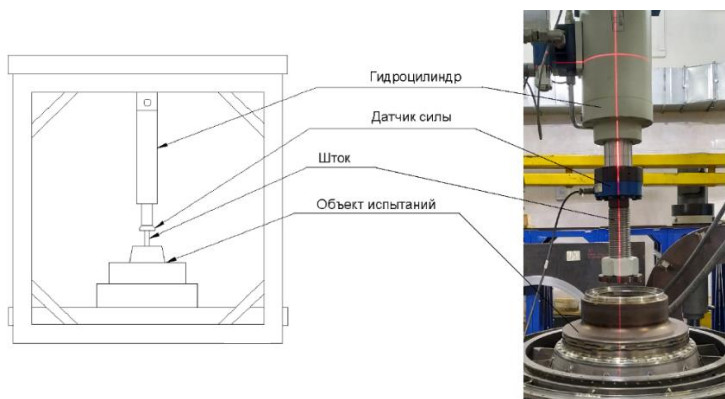 Гидроцилиндр
Датчик силы
Шток
Объект испытаний